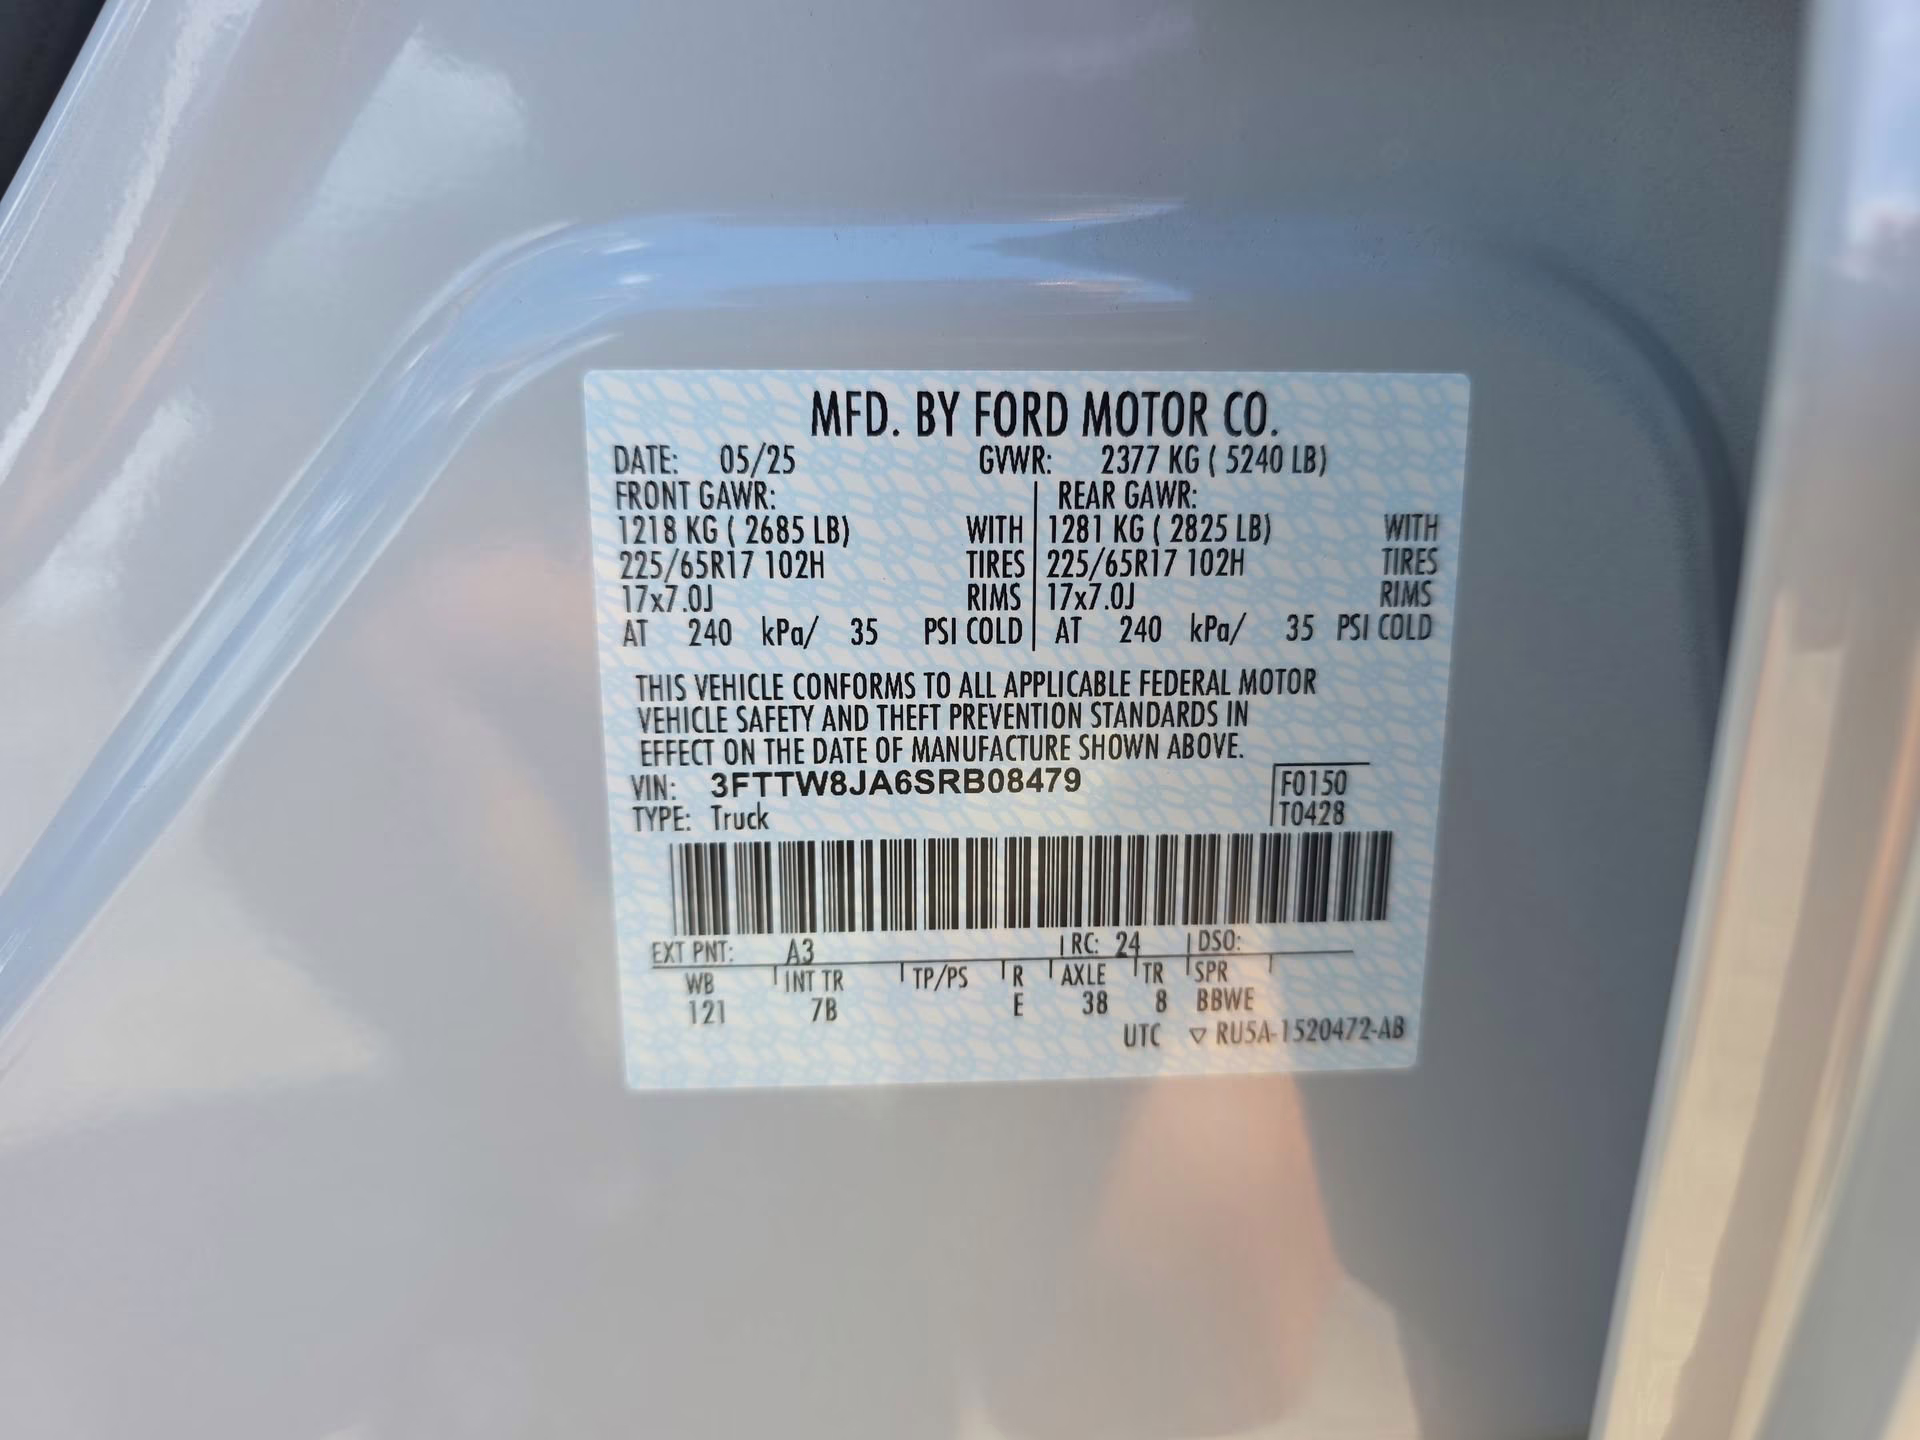 MFD. BY FORD MOTOR CO.
DATE: 05/25 GVWR: 2377 KG ( 5240 LB)
FRONT GAWR: REAR GAWR:
1218 KG ( 2685 LB) WITH 1281 KG ( 2825 LB) WITH
225/65R17 102H TIRES 225/65R17 102H TIRES
17x7.0J RIMS 17x7.0J RIMS
AT 240 kPa/ 35 PSI COLD AT 240 kPa/ 35 PSI COLD
THIS VEHICLE CONFORMS TO ALL APPLICABLE FEDERAL MOTOR
VEHICLE SAFETY AND THEFT PREVENTION STANDARDS IN
EFFECT ON THE DATE OF MANUFACTURE SHOWN ABOVE.
VIN: 3FTTW8JA6SRB08479 F0150
TYPE: Truck T0428
EXT PNT: A3 RC: 24 DSO:
WB INT TR TP/PS R AXLE TR SPR
121 7B E 38 8 BBWE
UTC ▽ RU5A-1520472-AB